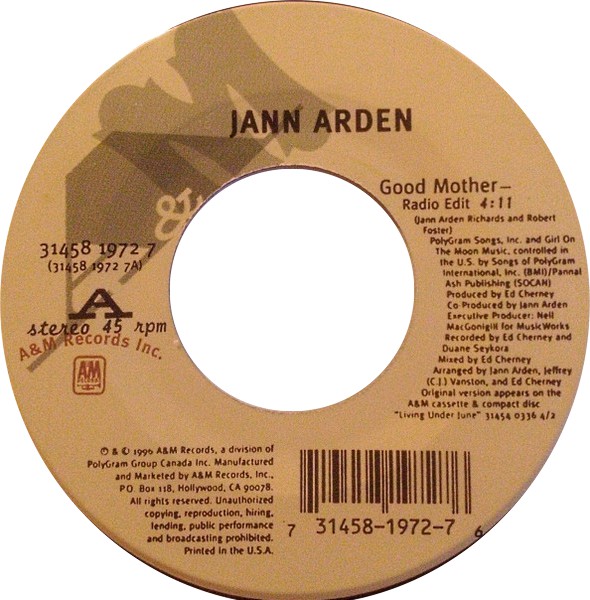 JANN ARDEN
&
Good Mother—
Radio Edit 4:11
(Jann Arden Richards and Robert
Foster)
PolyGram Songs, Inc. and Girl On
The Moon Music, controlled in
the U.S. by Songs of PolyGram
International, Inc. (BMI)/Pannal
Ash Publishing (SOCAN)
Produced by Ed Cherney
Co Produced by Jann Arden
Executive Producer: Neil
MacGonigill for MusicWorks
Recorded by Ed Cherney and
Duane Seykora
Mixed by Ed Cherney
Arranged by Jann Arden, Jeffrey
(C.J.) Vanston, and Ed Cherney
Original version appears on the
A&M cassette & compact disc
"Living Under June" 31454 0336 4/2
31458 1972 7
(31458 1972 7A)
A
stereo 45 rpm
A&M Records Inc.
AM
RECORDS
℗ & © 1996 A&M Records, a division of
PolyGram Group Canada Inc. Manufactured
and Marketed by A&M Records, Inc.,
P.O. Box 118, Hollywood, CA 90078.
All rights reserved. Unauthorized
copying, reproduction, hiring,
lending, public performance
and broadcasting prohibited.
Printed in the U.S.A.
7 31458-1972-7 6